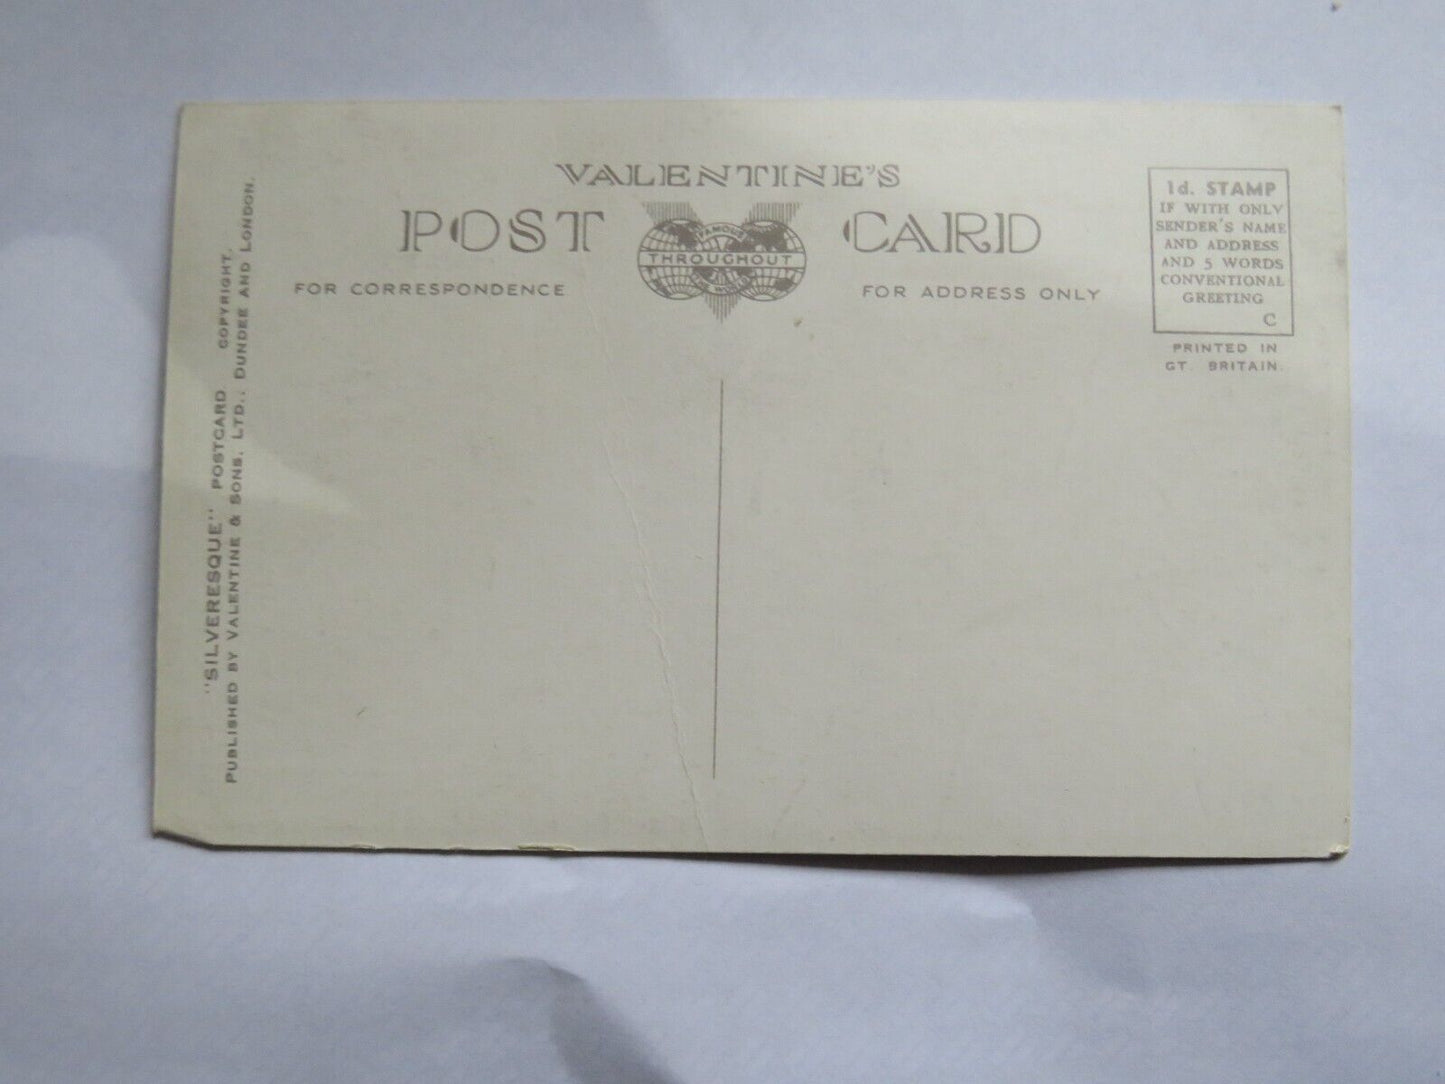 VALENTINE'S
POST CARD
FAMOUS
THROUGHOUT
THE WORLD
FOR CORRESPONDENCE
FOR ADDRESS ONLY
1d. STAMP
IF WITH ONLY
SENDER'S NAME
AND ADDRESS
AND 5 WORDS
CONVENTIONAL
GREETING
C
PRINTED IN
GT. BRITAIN.
"SILVERESQUE" POSTCARD COPYRIGHT.
PUBLISHED BY VALENTINE & SONS, LTD., DUNDEE AND LONDON.